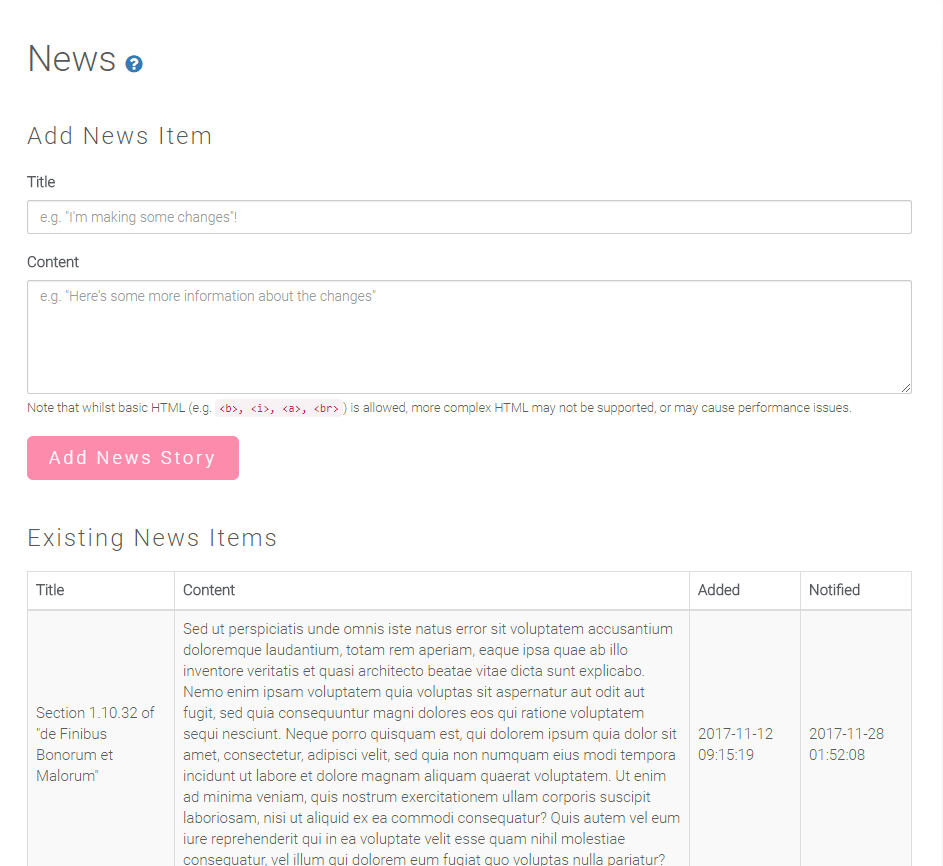 News
Add News Item
Title
e.g. "I'm making some changes"!
Content
e.g. "Here's some more information about the changes"
Note that whilst basic HTML (e.g. <b>, <i>, <a>, <br>) is allowed, more complex HTML may not be supported, or may cause performance issues.
Add News Story
Existing News Items
Title Content Added Notified
Section 1.10.32 of
"de Finibus
Bonorum et
Malorum"
Sed ut perspiciatis unde omnis iste natus error sit voluptatem accusantium
doloremque laudantium, totam rem aperiam, eaque ipsa quae ab illo
inventore veritatis et quasi architecto beatae vitae dicta sunt explicabo.
Nemo enim ipsam voluptatem quia voluptas sit aspernatur aut odit aut
fugit, sed quia consequuntur magni dolores eos qui ratione voluptatem
sequi nesciunt. Neque porro quisquam est, qui dolorem ipsum quia dolor sit
amet, consectetur, adipisci velit, sed quia non numquam eius modi tempora
incidunt ut labore et dolore magnam aliquam quaerat voluptatem. Ut enim
ad minima veniam, quis nostrum exercitationem ullam corporis suscipit
laboriosam, nisi ut aliquid ex ea commodi consequatur? Quis autem vel eum
iure reprehenderit qui in ea voluptate velit esse quam nihil molestiae
consequatur, vel illum qui dolorem eum fugiat quo voluptas nulla pariatur?
2017-11-12
09:15:19
2017-11-28
01:52:08